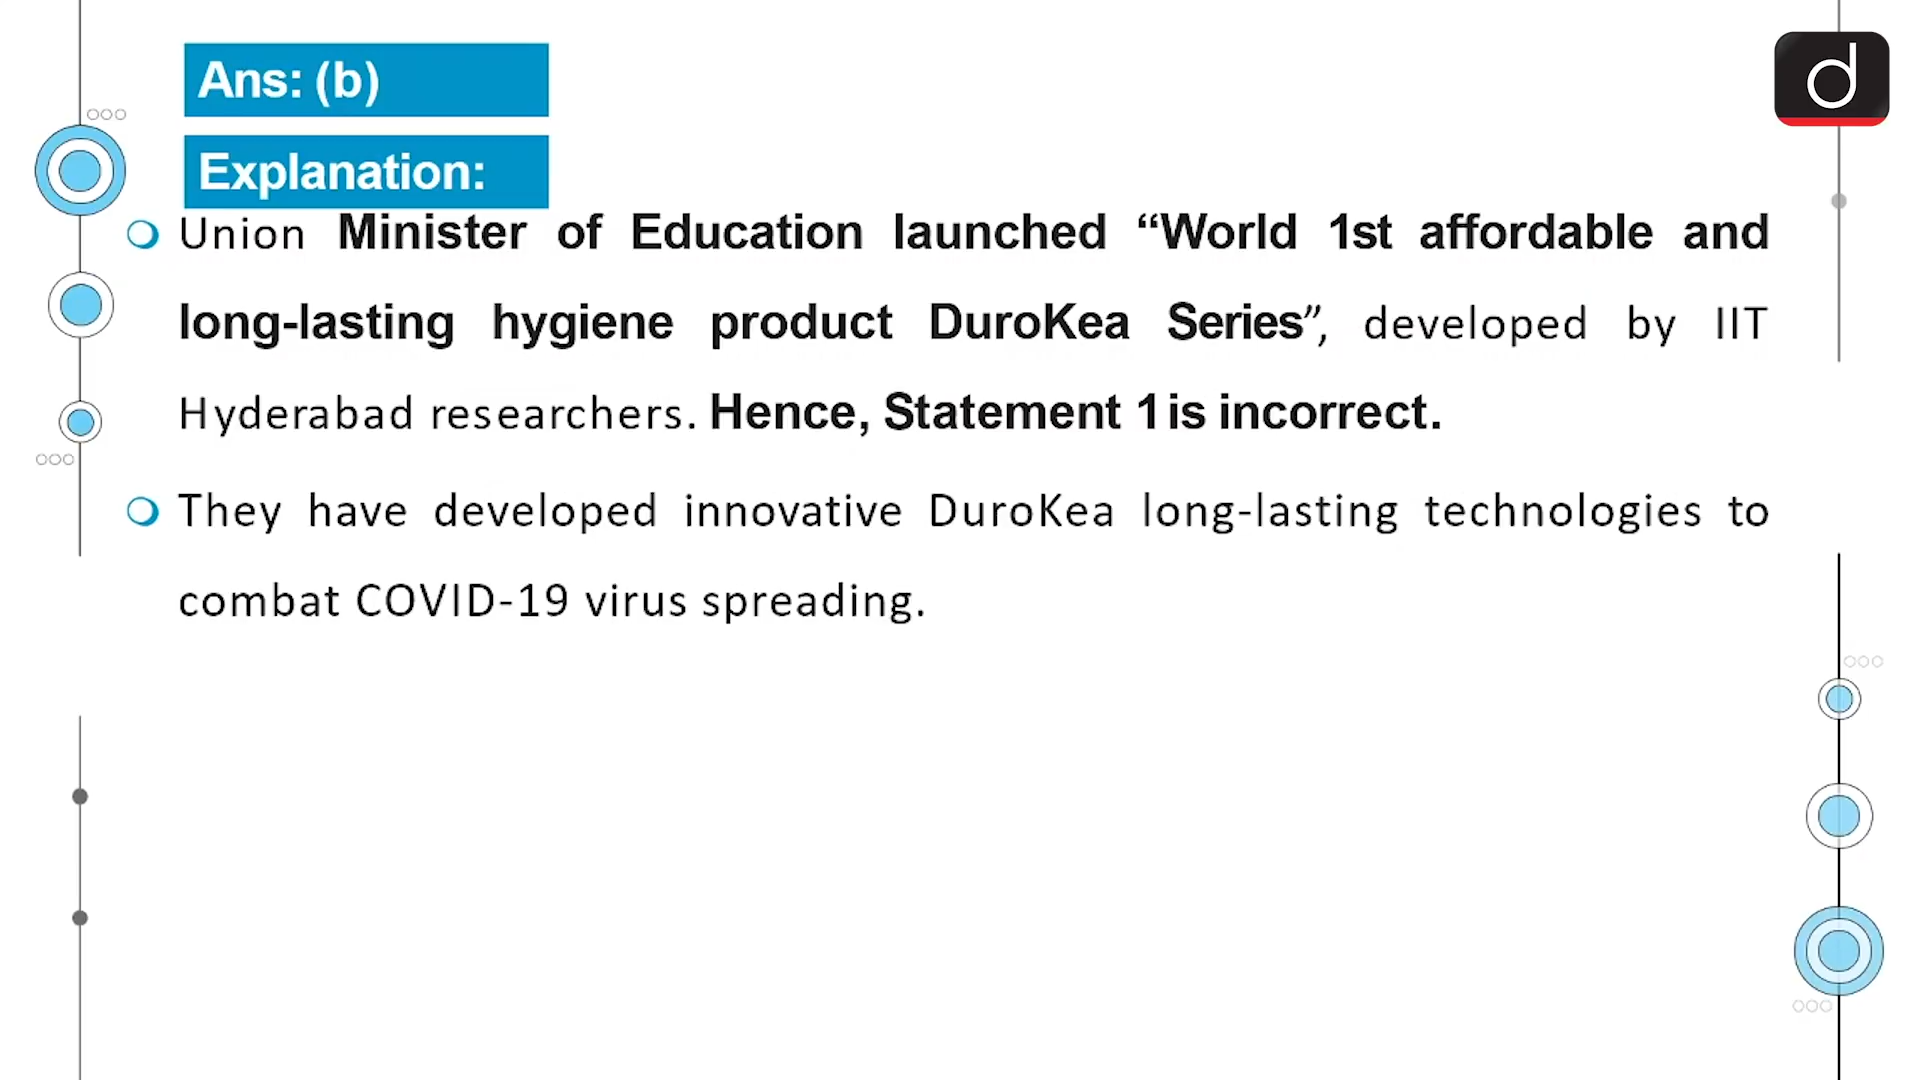 Ans: (b)
Explanation:
Union Minister of Education launched “World 1st affordable and
long-lasting hygiene product DuroKea Series”, developed by IIT
Hyderabad researchers. Hence, Statement 1 is incorrect.
They have developed innovative DuroKea long-lasting technologies to
combat COVID-19 virus spreading.
d